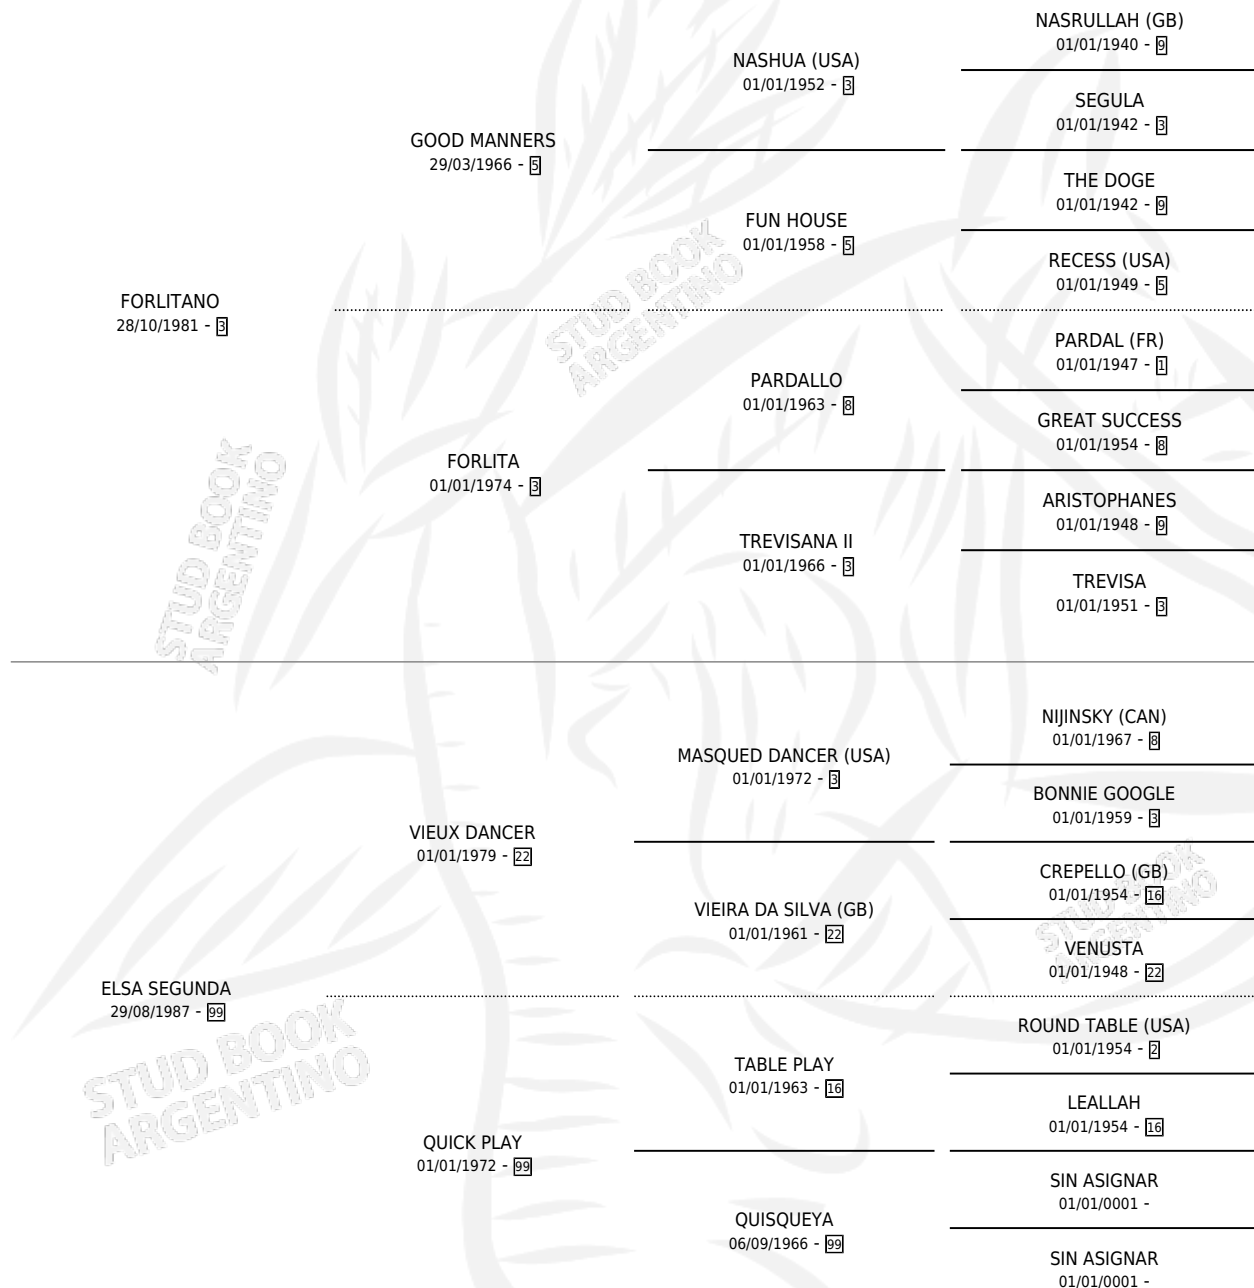 NASRULLAH (GB)
01/01/1940 - 9
NASHUA (USA)
01/01/1952 - 3
SEGULA
01/01/1942 - 3
GOOD MANNERS
29/03/1966 - 5
THE DOGE
01/01/1942 - 9
FUN HOUSE
01/01/1958 - 5
RECESS (USA)
01/01/1949 - 5
FORLITANO
28/10/1981 - 3
PARDAL (FR)
01/01/1947 - 1
PARDALLO
01/01/1963 - 8
GREAT SUCCESS
01/01/1954 - 8
FORLITA
01/01/1974 - 3
ARISTOPHANES
01/01/1948 - 9
TREVISANA II
01/01/1966 - 3
TREVISA
01/01/1951 - 3
NIJINSKY (CAN)
01/01/1967 - 8
MASQUED DANCER (USA)
01/01/1972 - 3
BONNIE GOOGLE
01/01/1959 - 3
VIEUX DANCER
01/01/1979 - 22
CREPELLO (GB)
01/01/1954 - 16
VIEIRA DA SILVA (GB)
01/01/1961 - 22
VENUSTA
01/01/1948 - 22
ELSA SEGUNDA
29/08/1987 - 99
ROUND TABLE (USA)
01/01/1954 - 2
TABLE PLAY
01/01/1963 - 16
LEALLAH
01/01/1954 - 16
QUICK PLAY
01/01/1972 - 99
SIN ASIGNAR
01/01/0001 -
QUISQUEYA
06/09/1966 - 99
SIN ASIGNAR
01/01/0001 -
STUD BOOK
ARGENTINO
STUD BOOK
ARGENTINO
STUD BOOK
ARGENTINO
STUD BOOK
ARGENTINO